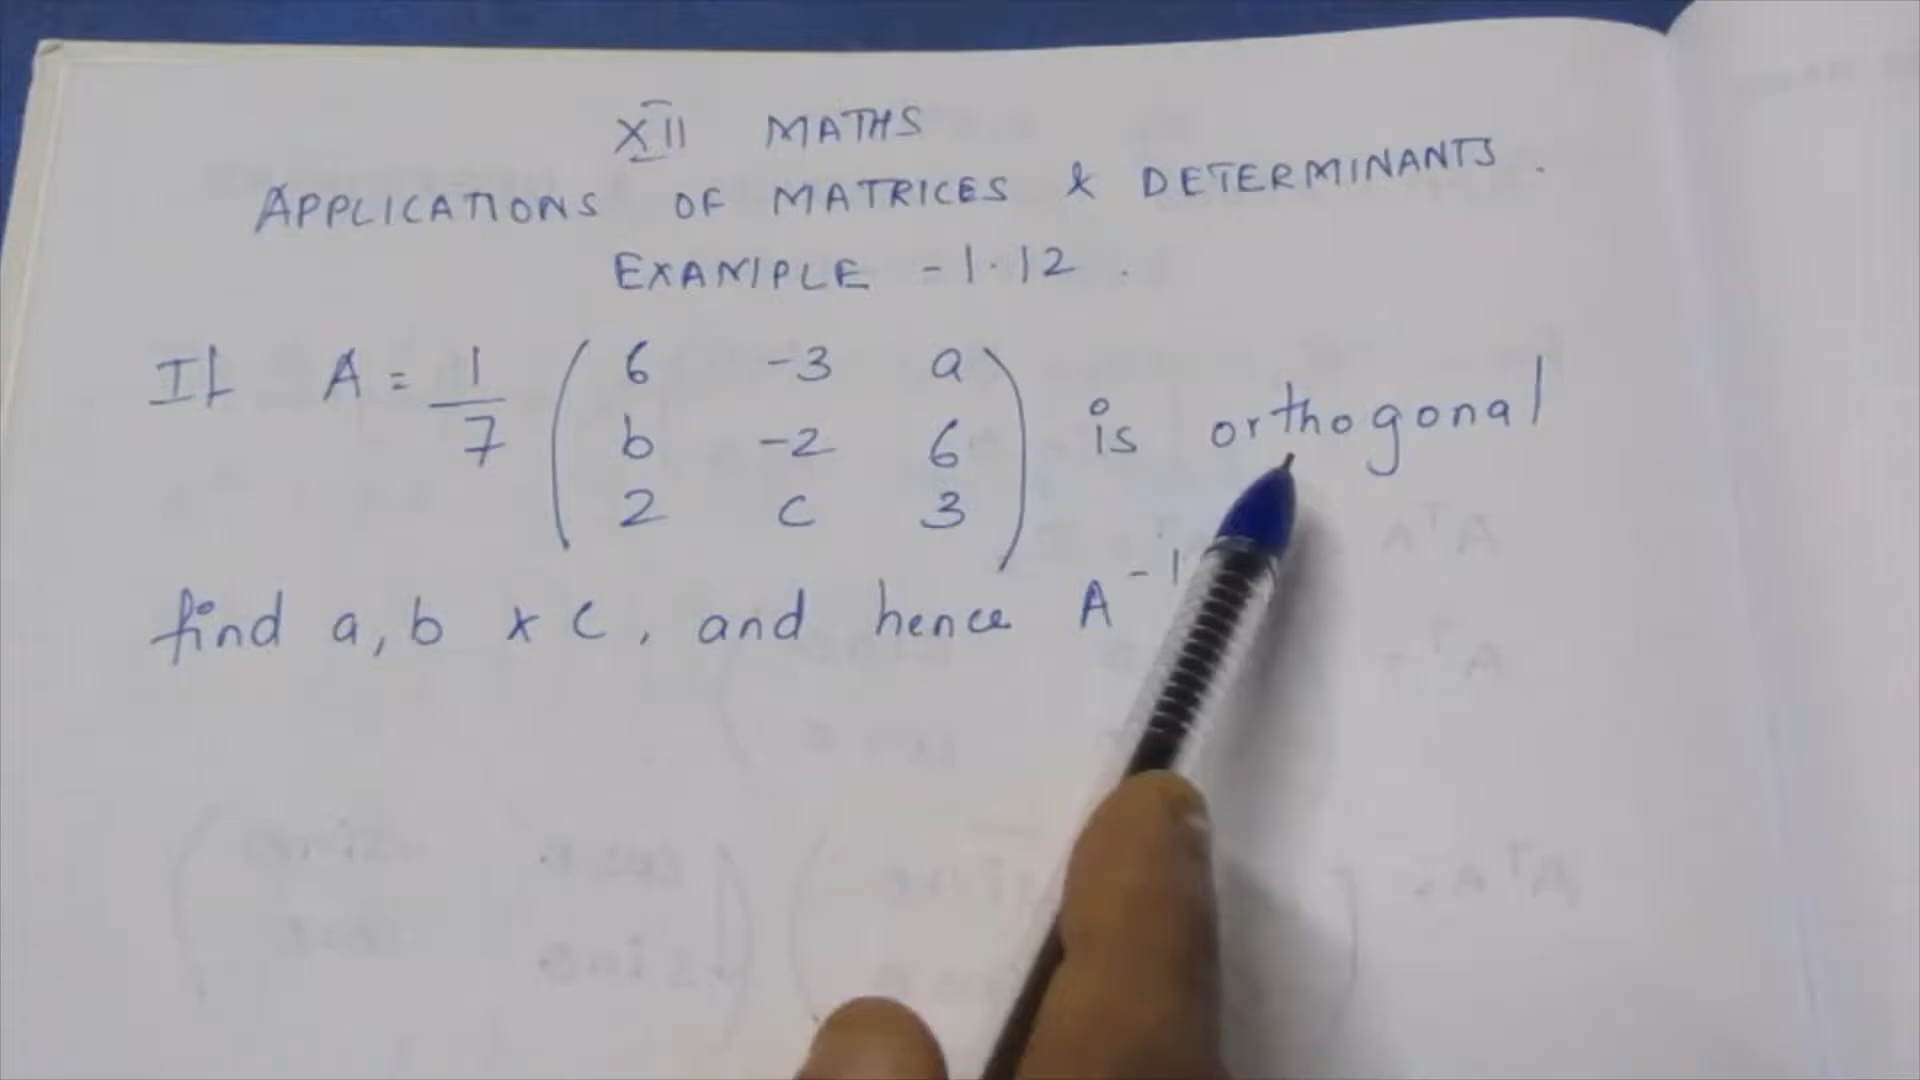 XII MATHS
APPLICATIONS OF MATRICES & DETERMINANTS.
EXAMPLE - 1.12.
If A = 1/7 ( 6 -3 a
b -2 6
2 c 3 ) is orthogonal
find a, b & c, and hence A^-1